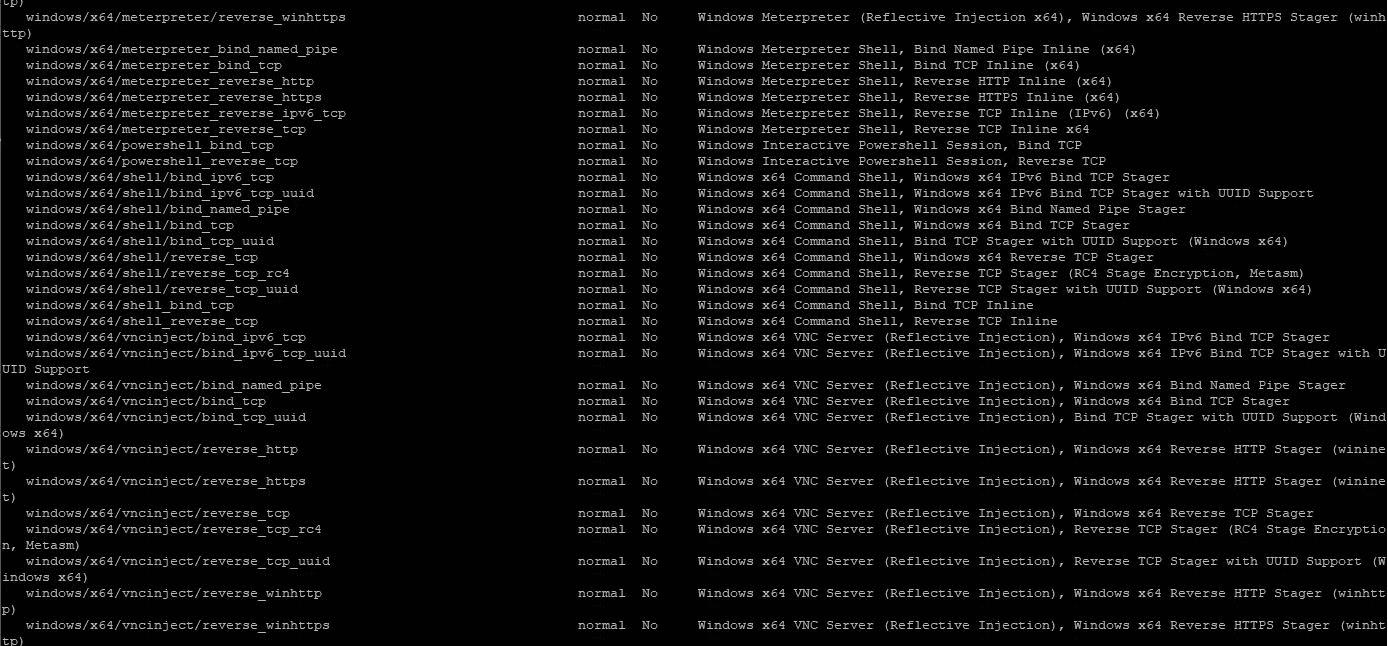 tp)
windows/x64/meterpreter/reverse_winhttps normal No Windows Meterpreter (Reflective Injection x64), Windows x64 Reverse HTTPS Stager (winh
ttp)
windows/x64/meterpreter_bind_named_pipe normal No Windows Meterpreter Shell, Bind Named Pipe Inline (x64)
windows/x64/meterpreter_bind_tcp normal No Windows Meterpreter Shell, Bind TCP Inline (x64)
windows/x64/meterpreter_reverse_http normal No Windows Meterpreter Shell, Reverse HTTP Inline (x64)
windows/x64/meterpreter_reverse_https normal No Windows Meterpreter Shell, Reverse HTTPS Inline (x64)
windows/x64/meterpreter_reverse_ipv6_tcp normal No Windows Meterpreter Shell, Reverse TCP Inline (IPv6) (x64)
windows/x64/meterpreter_reverse_tcp normal No Windows Meterpreter Shell, Reverse TCP Inline x64
windows/x64/powershell_bind_tcp normal No Windows Interactive Powershell Session, Bind TCP
windows/x64/powershell_reverse_tcp normal No Windows Interactive Powershell Session, Reverse TCP
windows/x64/shell/bind_ipv6_tcp normal No Windows x64 Command Shell, Windows x64 IPv6 Bind TCP Stager
windows/x64/shell/bind_ipv6_tcp_uuid normal No Windows x64 Command Shell, Windows x64 IPv6 Bind TCP Stager with UUID Support
windows/x64/shell/bind_named_pipe normal No Windows x64 Command Shell, Windows x64 Bind Named Pipe Stager
windows/x64/shell/bind_tcp normal No Windows x64 Command Shell, Windows x64 Bind TCP Stager
windows/x64/shell/bind_tcp_uuid normal No Windows x64 Command Shell, Bind TCP Stager with UUID Support (Windows x64)
windows/x64/shell/reverse_tcp normal No Windows x64 Command Shell, Windows x64 Reverse TCP Stager
windows/x64/shell/reverse_tcp_rc4 normal No Windows x64 Command Shell, Reverse TCP Stager (RC4 Stage Encryption, Metasm)
windows/x64/shell/reverse_tcp_uuid normal No Windows x64 Command Shell, Reverse TCP Stager with UUID Support (Windows x64)
windows/x64/shell_bind_tcp normal No Windows x64 Command Shell, Bind TCP Inline
windows/x64/shell_reverse_tcp normal No Windows x64 Command Shell, Reverse TCP Inline
windows/x64/vncinject/bind_ipv6_tcp normal No Windows x64 VNC Server (Reflective Injection), Windows x64 IPv6 Bind TCP Stager
windows/x64/vncinject/bind_ipv6_tcp_uuid normal No Windows x64 VNC Server (Reflective Injection), Windows x64 IPv6 Bind TCP Stager with U
UID Support
windows/x64/vncinject/bind_named_pipe normal No Windows x64 VNC Server (Reflective Injection), Windows x64 Bind Named Pipe Stager
windows/x64/vncinject/bind_tcp normal No Windows x64 VNC Server (Reflective Injection), Windows x64 Bind TCP Stager
windows/x64/vncinject/bind_tcp_uuid normal No Windows x64 VNC Server (Reflective Injection), Bind TCP Stager with UUID Support (Wind
ows x64)
windows/x64/vncinject/reverse_http normal No Windows x64 VNC Server (Reflective Injection), Windows x64 Reverse HTTP Stager (winine
t)
windows/x64/vncinject/reverse_https normal No Windows x64 VNC Server (Reflective Injection), Windows x64 Reverse HTTP Stager (winine
t)
windows/x64/vncinject/reverse_tcp normal No Windows x64 VNC Server (Reflective Injection), Windows x64 Reverse TCP Stager
windows/x64/vncinject/reverse_tcp_rc4 normal No Windows x64 VNC Server (Reflective Injection), Reverse TCP Stager (RC4 Stage Encryptio
n, Metasm)
windows/x64/vncinject/reverse_tcp_uuid normal No Windows x64 VNC Server (Reflective Injection), Reverse TCP Stager with UUID Support (W
indows x64)
windows/x64/vncinject/reverse_winhttp normal No Windows x64 VNC Server (Reflective Injection), Windows x64 Reverse HTTP Stager (winhtt
p)
windows/x64/vncinject/reverse_winhttps normal No Windows x64 VNC Server (Reflective Injection), Windows x64 Reverse HTTPS Stager (winht
tp)